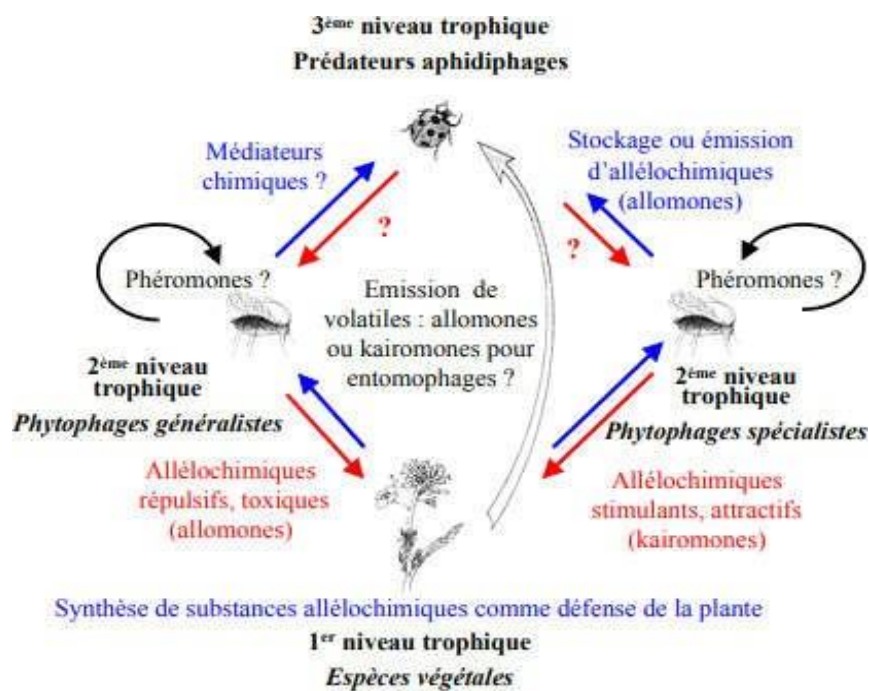 3ème niveau trophique
Prédateurs aphidiphages
Médiateurs
chimiques ?
Stockage ou émission
d'allélochimiques
(allomones)
?
?
Phéromones ?
Phéromones ?
Emission de
volatiles : allomones
ou kairomones pour
entomophages ?
2ème niveau
trophique
Phytophages généralistes
2ème niveau
trophique
Phytophages spécialistes
Allélochimiques
répulsifs, toxiques
(allomones)
Allélochimiques
stimulants, attractifs
(kairomones)
Synthèse de substances allélochimiques comme défense de la plante
1er niveau trophique
Espèces végétales